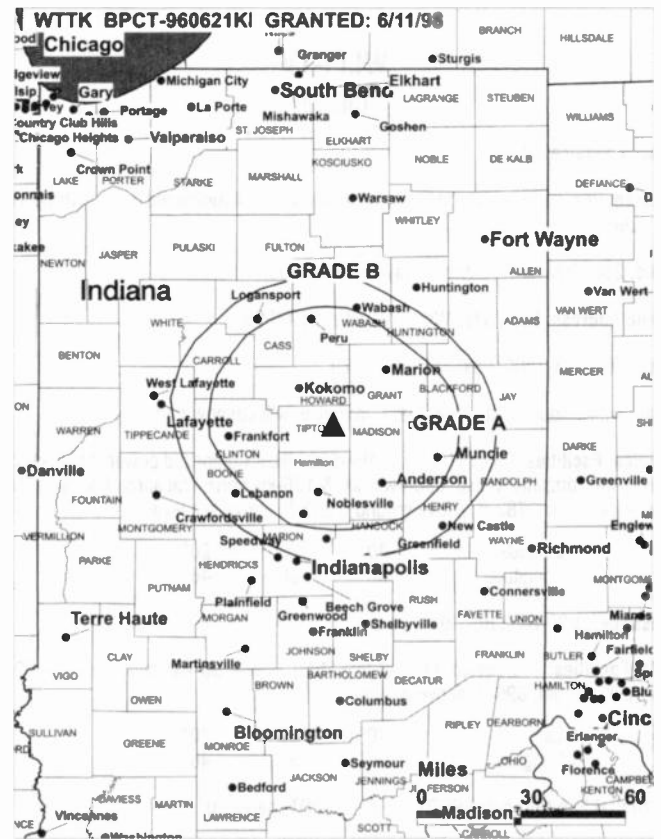 WTTK BPCT-960621KI GRANTED: 6/11/98
Chicago
BRANCH
HILLSDALE
Granger
Sturgis
Michigan City
South Bend
Elkhart
LAGRANGE
STEUBEN
Gary
Portage
La Porte
Mishawaka
Goshen
WILLIAMS
Country Club Hills
Chicago Heights
Valparaiso
ST. JOSEPH
ELKHART
KOSCIUSKO
NOBLE
DE KALB
Crown Point
LAKE
PORTER
STARKE
MARSHALL
DEFIANCE
Warsaw
WHITLEY
JASPER
PULASKI
FULTON
Fort Wayne
NEWTON
ALLEN
GRADE B
Indiana
Logansport
Huntington
Van Wert
Wabash
WABASH
VAN WERT
WHITE
Peru
HUNTINGTON
ADAMS
CASS
BENTON
CARROLL
Marion
MERCER
West Lafayette
Kokomo
HOWARD
GRANT
BLACKFORD
JAY
Lafayette
TIPTON
MADISON
GRADE A
WARREN
TIPPECANOE
Frankfort
CLINTON
DARKE
Hamilton
Muncie
Danville
BOONE
Anderson
RANDOLPH
Greenville
FOUNTAIN
Lebanon
Noblesville
Crawfordsville
HENRY
MONTGOMERY
HANCOCK
New Castle
VERMILLION
Speedway
MARION
Greenfield
WAYNE
Richmond
PARKE
HENDRICKS
Indianapolis
PUTNAM
Plainfield
Beech Grove
RUSH
Connersville
MORGAN
Greenwood
Shelbyville
FAYETTE
UNION
Terre Haute
Franklin
Hamilton
JOHNSON
BUTLER
Fairfield
CLAY
Martinsville
SHELBY
FRANKLIN
VIGO
BARTHOLOMEW
DECATUR
HAMILTON
OWEN
BROWN
Columbus
SULLIVAN
GREENE
MONROE
Bloomington
RIPLEY
DEARBORN
Cinc
Erlanger
Seymour
Miles
OHIO
Bedford
JACKSON
JENNINGS
Florence
KENTON
0
60
Madison
Vincennes
DAVIESS
MARTIN
LAWRENCE
SCOTT
CARROLL
Washington